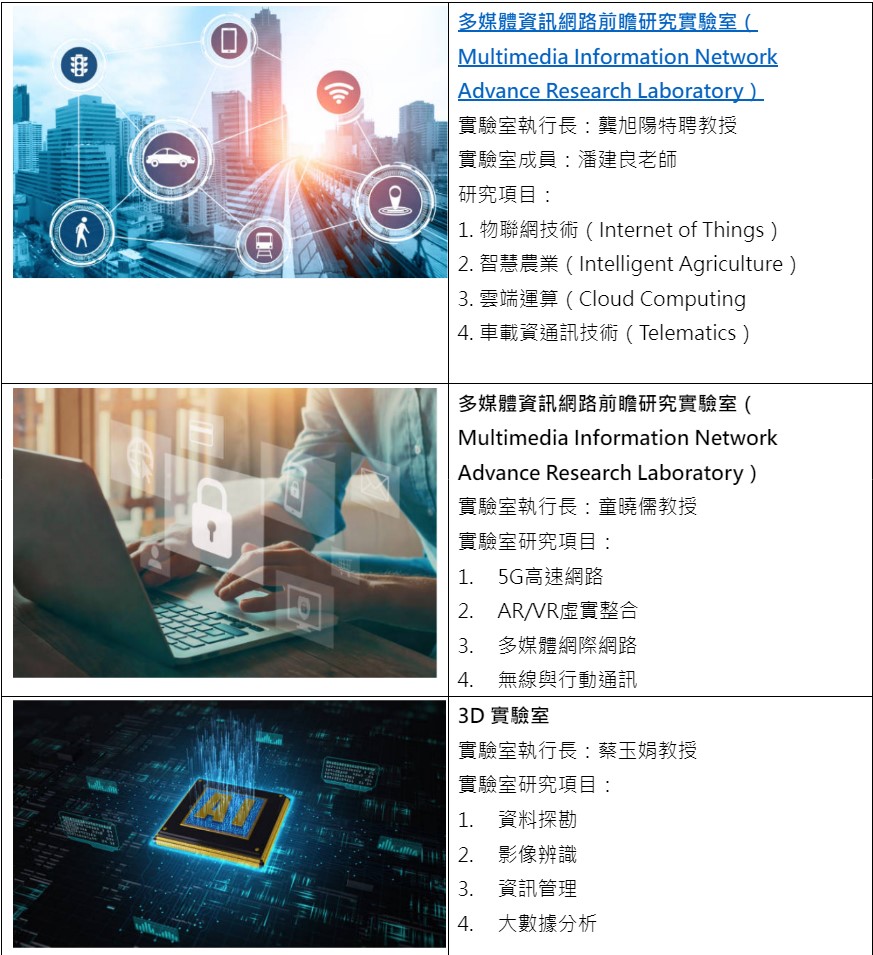 多媒體資訊網路前瞻研究實驗室（
Multimedia Information Network
Advance Research Laboratory）
實驗室執行長：龔旭陽特聘教授
實驗室成員：潘建良老師
研究項目：
1. 物聯網技術（Internet of Things）
2. 智慧農業（Intelligent Agriculture）
3. 雲端運算（Cloud Computing
4. 車載資通訊技術（Telematics）
多媒體資訊網路前瞻研究實驗室（
Multimedia Information Network
Advance Research Laboratory）
實驗室執行長：童曉儒教授
實驗室研究項目：
1. 5G高速網路
2. AR/VR虛實整合
3. 多媒體網際網路
4. 無線與行動通訊
AI
3D 實驗室
實驗室執行長：蔡玉娟教授
實驗室研究項目：
1. 資料探勘
2. 影像辨識
3. 資訊管理
4. 大數據分析